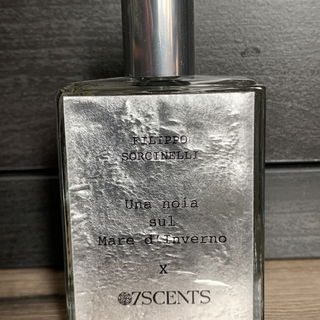 FILIPPO
SORCINELLI
Una noia
sul
Mare d'inverno
x
7SCENTS